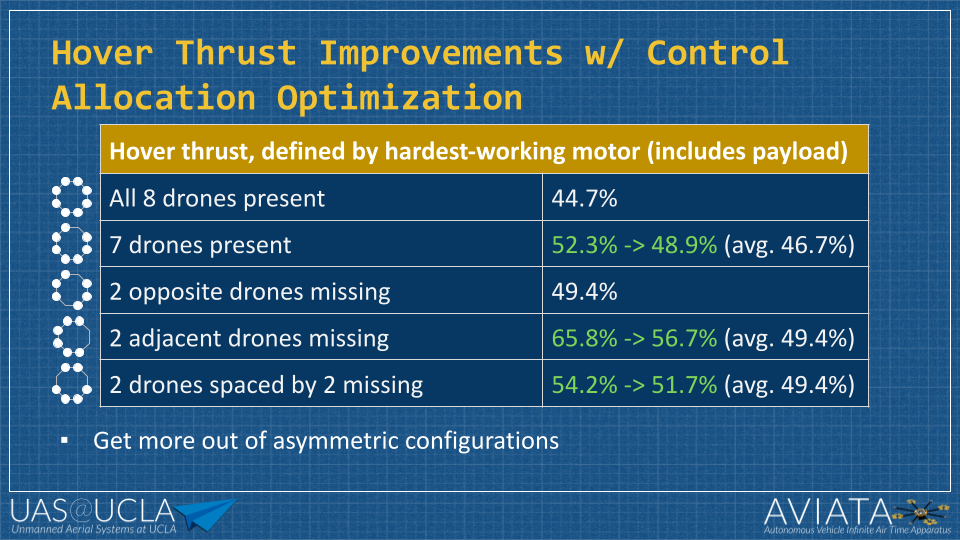 Hover Thrust Improvements w/ Control
Allocation Optimization
Hover thrust, defined by hardest-working motor (includes payload)
All 8 drones present 44.7%
7 drones present 52.3% -> 48.9% (avg. 46.7%)
2 opposite drones missing 49.4%
2 adjacent drones missing 65.8% -> 56.7% (avg. 49.4%)
2 drones spaced by 2 missing 54.2% -> 51.7% (avg. 49.4%)
▪ Get more out of asymmetric configurations
UAS@UCLA
Unmanned Aerial Systems at UCLA
AVIATA
Autonomous Vehicle Infinite Air Time Apparatus